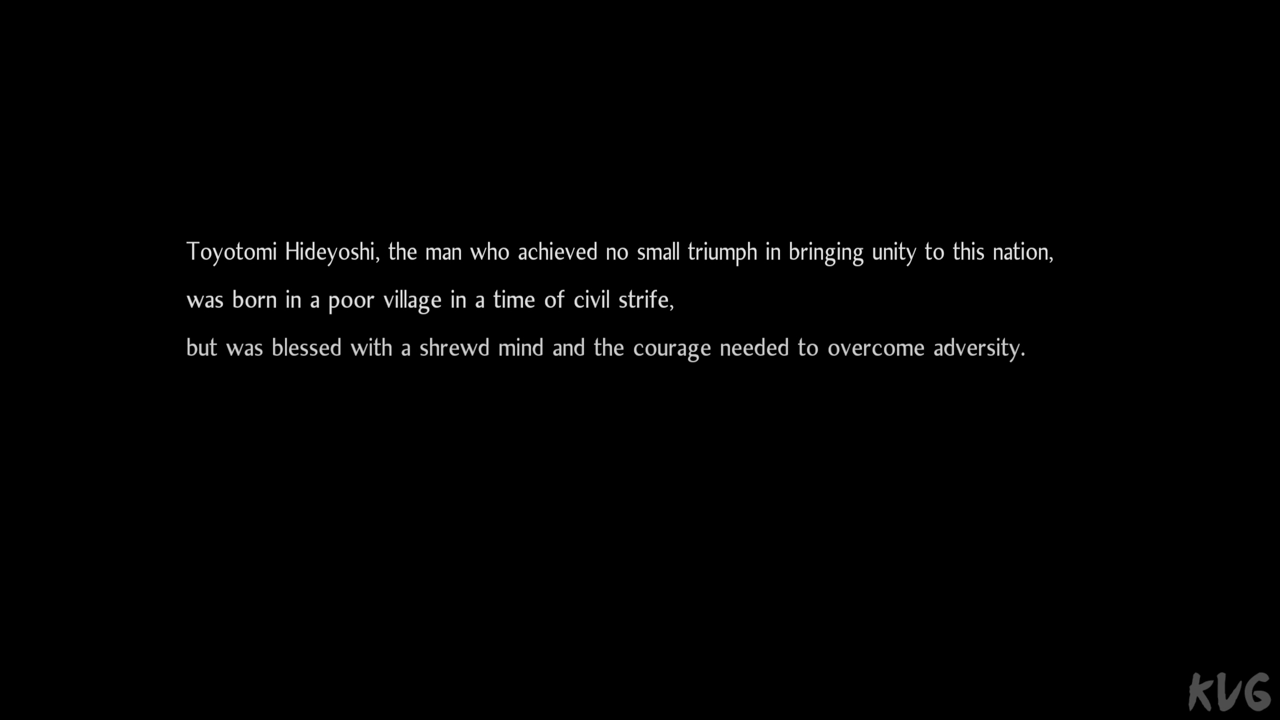 Toyotomi Hideyoshi, the man who achieved no small triumph in bringing unity to this nation,
was born in a poor village in a time of civil strife,
but was blessed with a shrewd mind and the courage needed to overcome adversity.
KVG